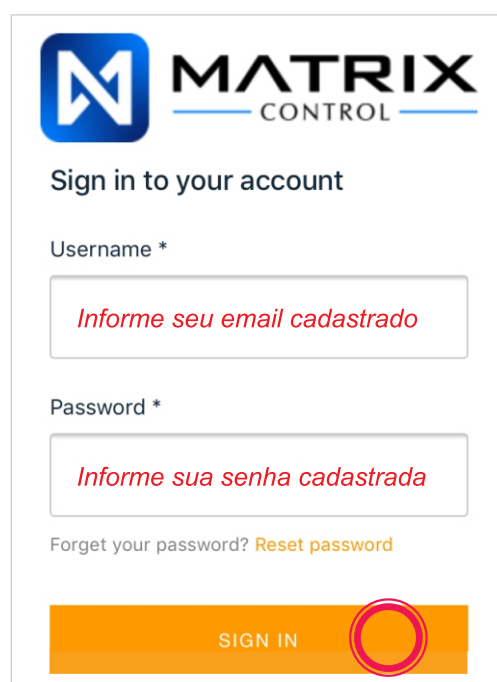 MATRIX
CONTROL
Sign in to your account
Username *
Informe seu email cadastrado
Password *
Informe sua senha cadastrada
Forget your password? Reset password
SIGN IN